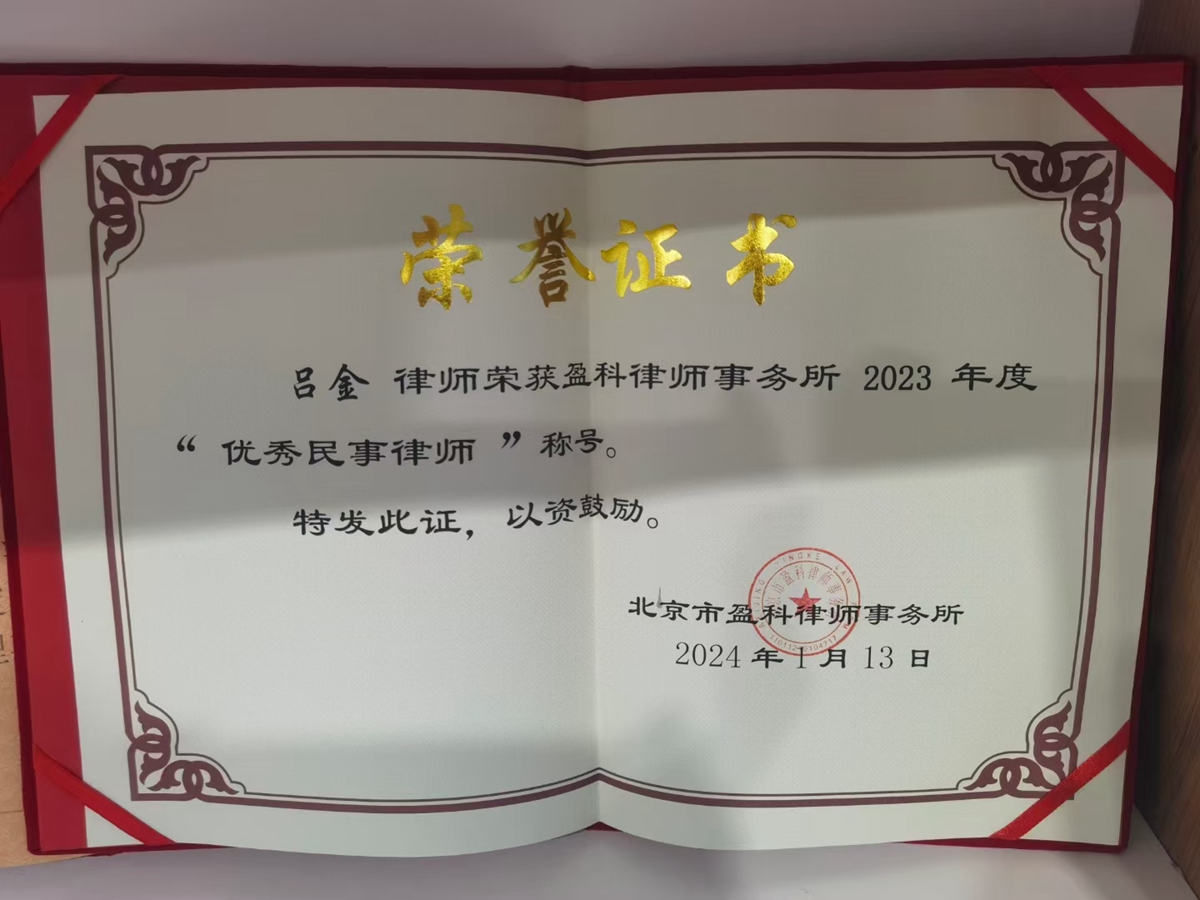 荣誉证书
吕金 律师荣获盈科律师事务所 2023 年度
“ 优秀民事律师 ”称号。
特发此证，以资鼓励。
北京市盈科律师事务所
2024 年 1 月 13 日
YINGKE LAW